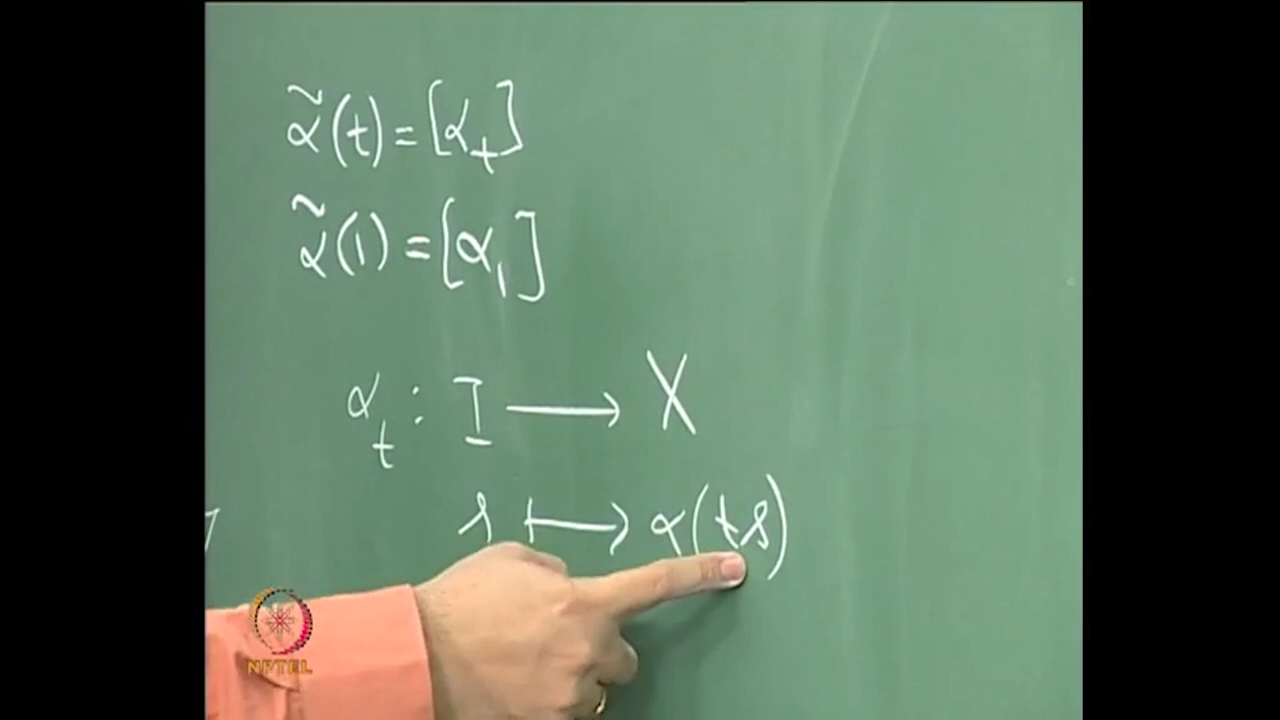 α̃(t) = [α_t]
α̃(1) = [α_1]
α_t : I ⟶ X
s ⟼ α(ts)
NPTEL